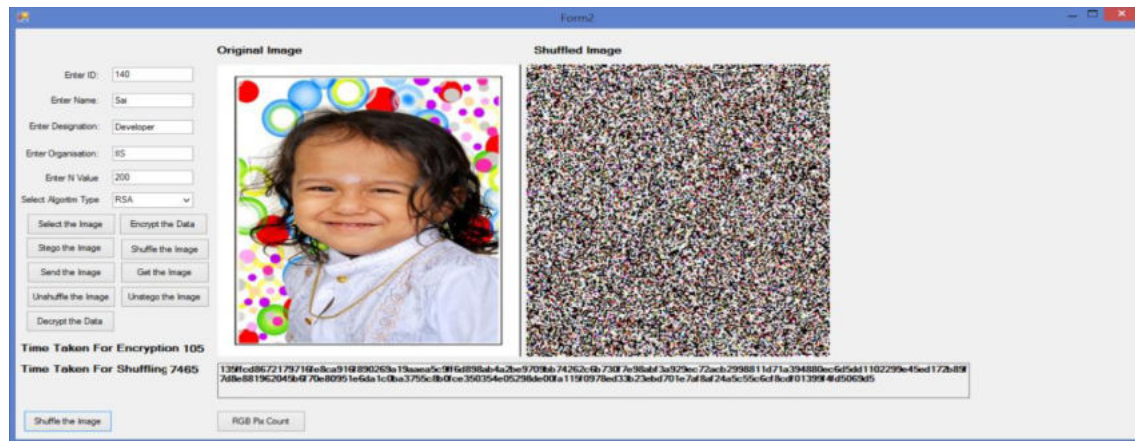 Form2
Original Image
Shuffled Image
Enter ID: 140
Enter Name: Sai
Enter Designation: Developer
Enter Organisation: IIS
Enter N Value 200
Select Algoritm Type RSA
Select the Image Encrypt the Data
Stego the Image Shuffle the Image
Send the Image Get the Image
Unshuffle the Image Unstego the Image
Decrypt the Data
Time Taken For Encryption 105
Time Taken For Shuffling 7465
Shuffle the Image RGB Pix Count